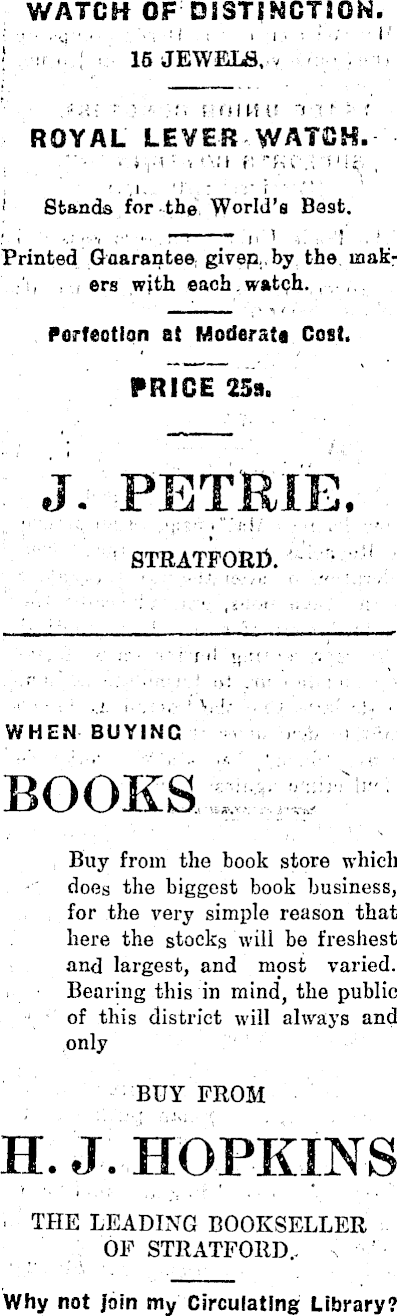 WATCH OF DISTINCTION.
15 JEWELS,
ROYAL LEVER WATCH.
Stands for the World's Best.
Printed Guarantee given by the mak-
ers with each watch.
Perfection at Moderate Cost.
PRICE 25s.
J. PETRIE,
STRATFORD.
WHEN BUYING
BOOKS
Buy from the book store which
does the biggest book business,
for the very simple reason that
here the stocks will be freshest
and largest, and most varied.
Bearing this in mind, the public
of this district will always and
only
BUY FROM
H. J. HOPKINS
THE LEADING BOOKSELLER
OF STRATFORD.
Why not join my Circulating Library?